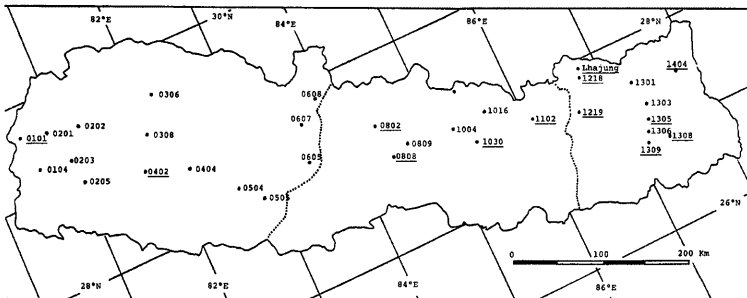 82°E
30°N
84°E
86°E
28°N
Lhajung
1404
1218
1301
0306
0608
1303
1016
1219
0607
0802
1102
1305
0202
0101
0201
0308
1004
1306
1308
0809
1030
1309
0203
0605
0808
0104
0402
0404
0205
0504
0505
26°N
0 100 200 Km
28°N
82°E
84°E
86°E